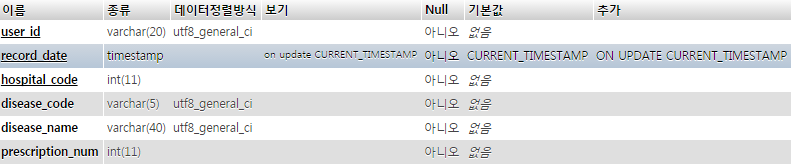 이름 종류 데이터정렬방식 보기 Null 기본값 추가
user_id varchar(20) utf8_general_ci 아니오 없음
record_date timestamp on update CURRENT_TIMESTAMP 아니오 CURRENT_TIMESTAMP ON UPDATE CURRENT_TIMESTAMP
hospital_code int(11) 아니오 없음
disease_code varchar(5) utf8_general_ci 아니오 없음
disease_name varchar(40) utf8_general_ci 아니오 없음
prescription_num int(11) 아니오 없음